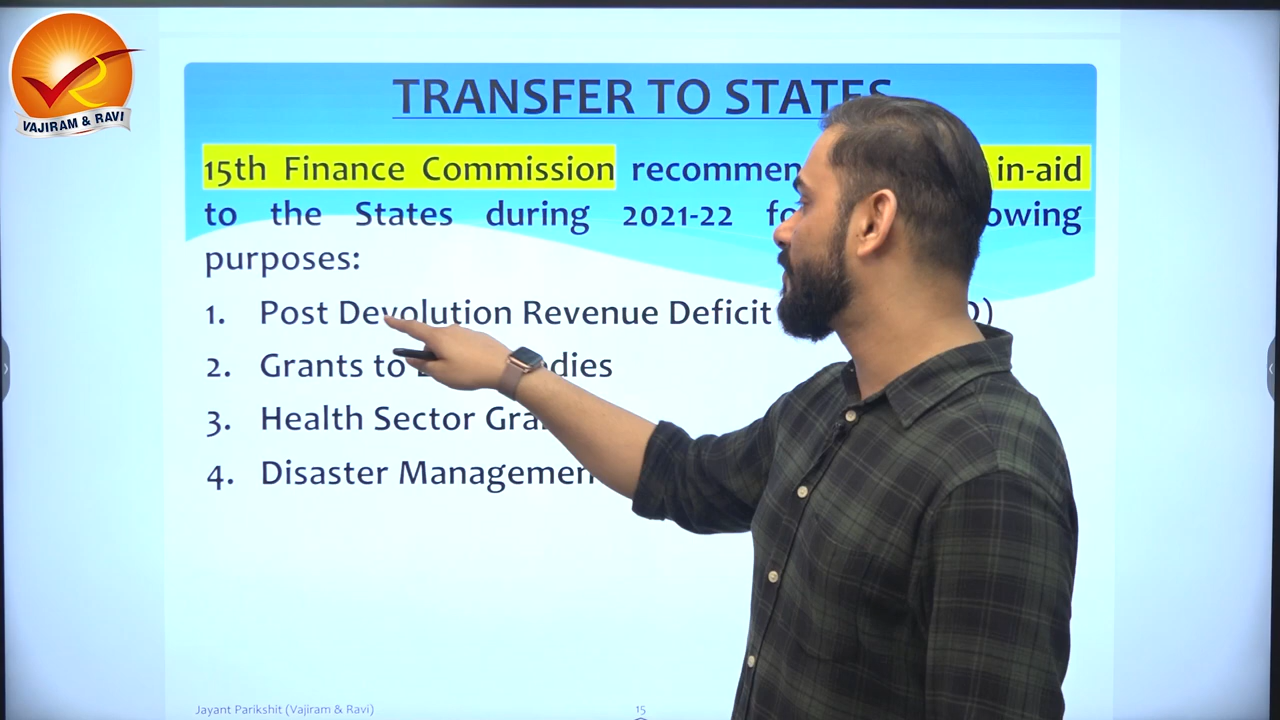 VAJIRAM & RAVI
TRANSFER TO STATES
15th Finance Commission recommen in-aid
to the States during 2021-22 fo owing
purposes:
1. Post Devolution Revenue Deficit D)
2. Grants to dies
3. Health Sector Gra
4. Disaster Managemen
Jayant Parikshit (Vajiram & Ravi) 15